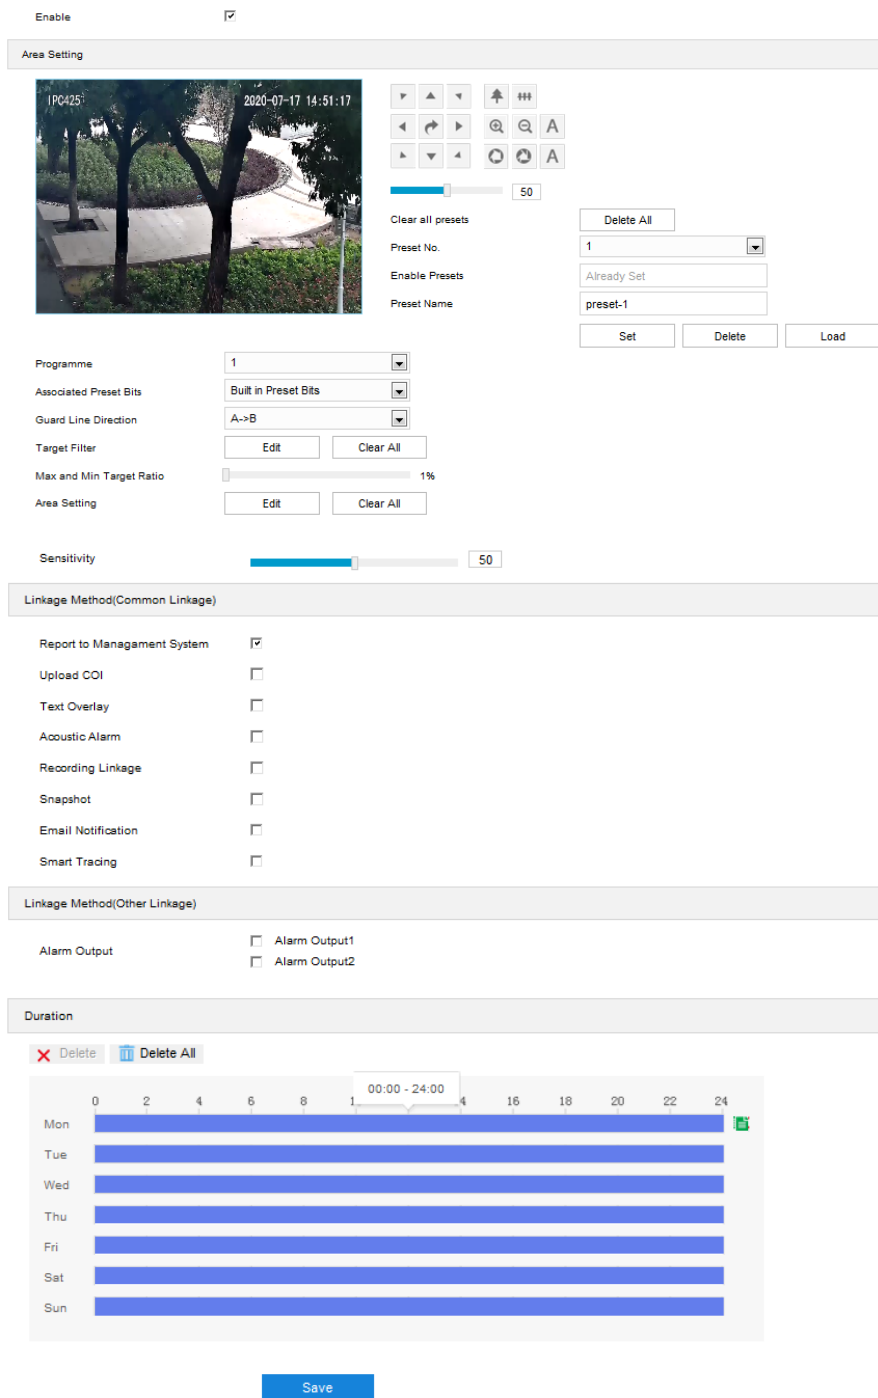 Enable
Area Setting
IPC425
2020-07-17 14:51:17
A
A
50
Clear all presets
Delete All
Preset No.
1
Enable Presets
Already Set
Preset Name
preset-1
Set
Delete
Load
Programme
1
Associated Preset Bits
Built in Preset Bits
Guard Line Direction
A->B
Target Filter
Edit
Clear All
Max and Min Target Ratio
1%
Area Setting
Edit
Clear All
Sensitivity
50
Linkage Method(Common Linkage)
Report to Managament System
Upload COI
Text Overlay
Acoustic Alarm
Recording Linkage
Snapshot
Email Notification
Smart Tracing
Linkage Method(Other Linkage)
Alarm Output
Alarm Output1
Alarm Output2
Duration
Delete
Delete All
00:00 - 24:00
0 2 4 6 8 16 18 20 22 24
Mon
Tue
Wed
Thu
Fri
Sat
Sun
Save